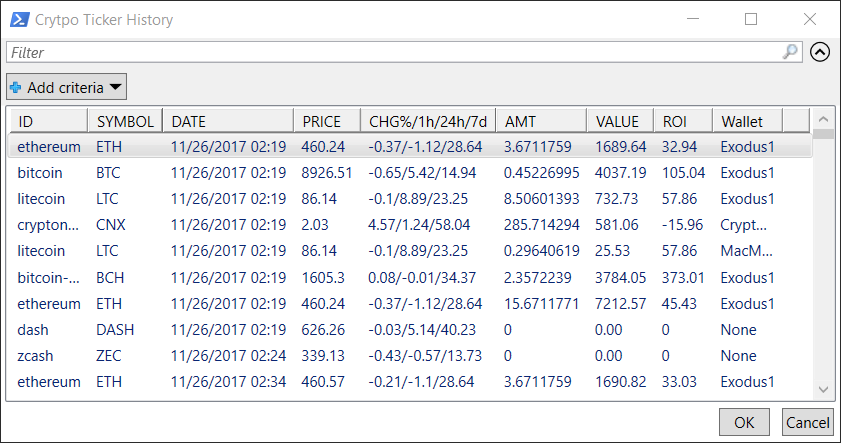 Crytpo Ticker History
Filter
Add criteria
ID SYMBOL DATE PRICE CHG%/1h/24h/7d AMT VALUE ROI Wallet
ethereum ETH 11/26/2017 02:19 460.24 -0.37/-1.12/28.64 3.6711759 1689.64 32.94 Exodus1
bitcoin BTC 11/26/2017 02:19 8926.51 -0.65/5.42/14.94 0.45226995 4037.19 105.04 Exodus1
litecoin LTC 11/26/2017 02:19 86.14 -0.1/8.89/23.25 8.50601393 732.73 57.86 Exodus1
crypton... CNX 11/26/2017 02:19 2.03 4.57/1.24/58.04 285.714294 581.06 -15.96 Crypt...
litecoin LTC 11/26/2017 02:19 86.14 -0.1/8.89/23.25 0.29640619 25.53 57.86 MacM...
bitcoin-... BCH 11/26/2017 02:19 1605.3 0.08/-0.01/34.37 2.3572239 3784.05 373.01 Exodus1
ethereum ETH 11/26/2017 02:19 460.24 -0.37/-1.12/28.64 15.6711771 7212.57 45.43 Exodus1
dash DASH 11/26/2017 02:19 626.26 -0.03/5.14/40.23 0 0.00 0 None
zcash ZEC 11/26/2017 02:24 339.13 -0.43/-0.57/13.73 0 0.00 0 None
ethereum ETH 11/26/2017 02:34 460.57 -0.21/-1.1/28.64 3.6711759 1690.82 33.03 Exodus1
OK Cancel